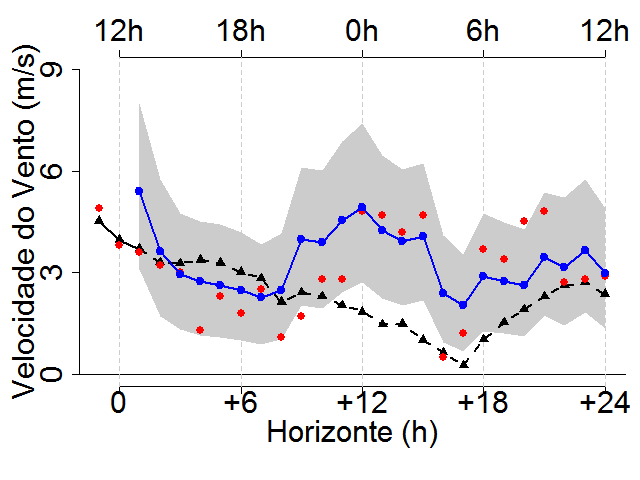 12h 18h 0h 6h 12h
Velocidade do Vento (m/s)
9
6
3
0
0 +6 +12 +18 +24
Horizonte (h)